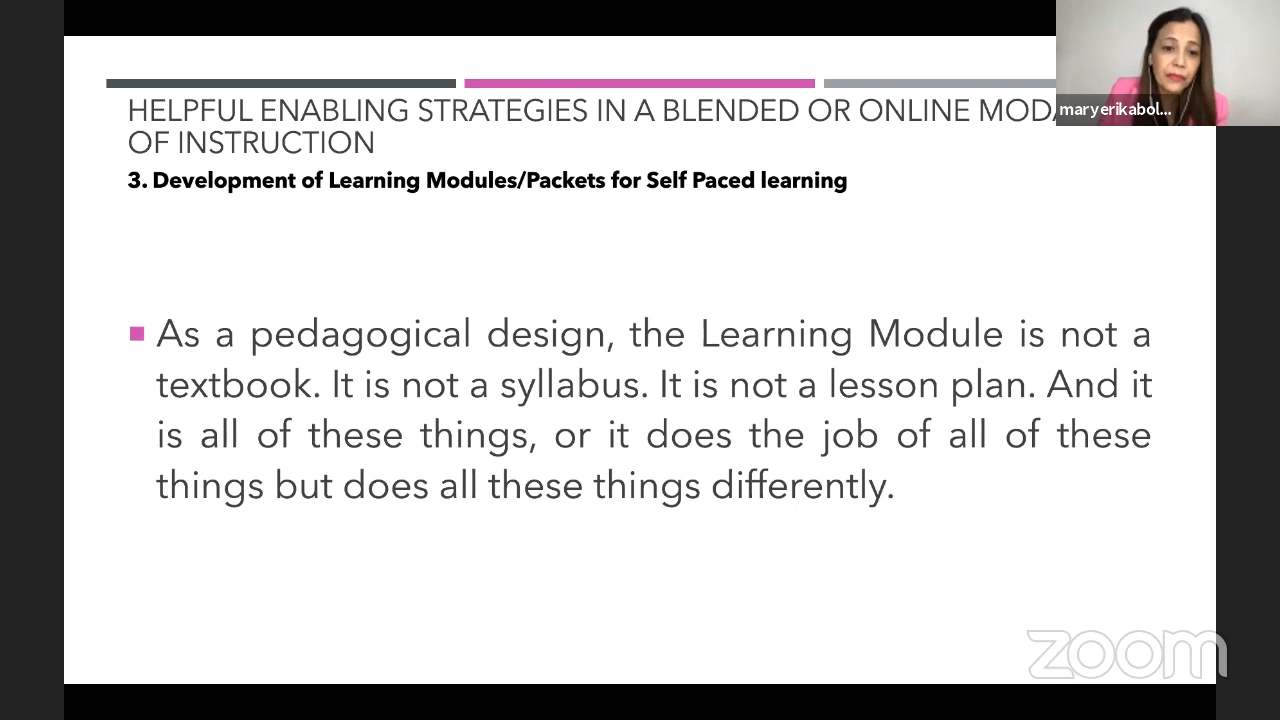 HELPFUL ENABLING STRATEGIES IN A BLENDED OR ONLINE
OF INSTRUCTION
3. Development of Learning Modules/Packets for Self Paced learning
maryerikabol...
As a pedagogical design, the Learning Module is not a
textbook. It is not a syllabus. It is not a lesson plan. And it
is all of these things, or it does the job of all of these
things but does all these things differently.
zoom